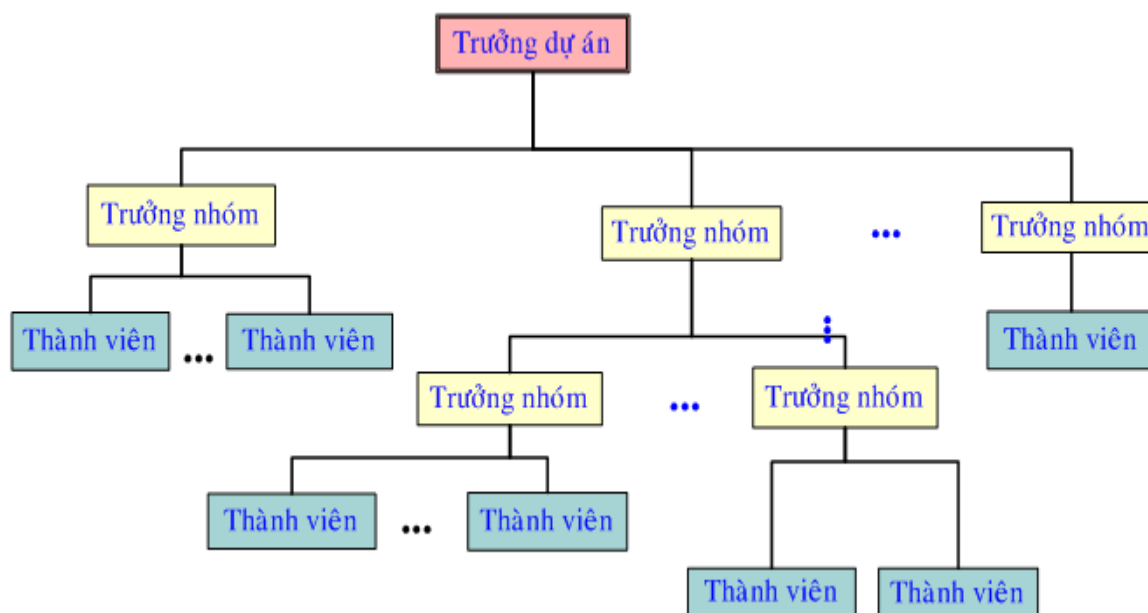 Trưởng dự án
Trưởng nhóm
Trưởng nhóm
...
Trưởng nhóm
Thành viên
...
Thành viên
Thành viên
Trưởng nhóm
...
Trưởng nhóm
Thành viên
...
Thành viên
Thành viên
Thành viên